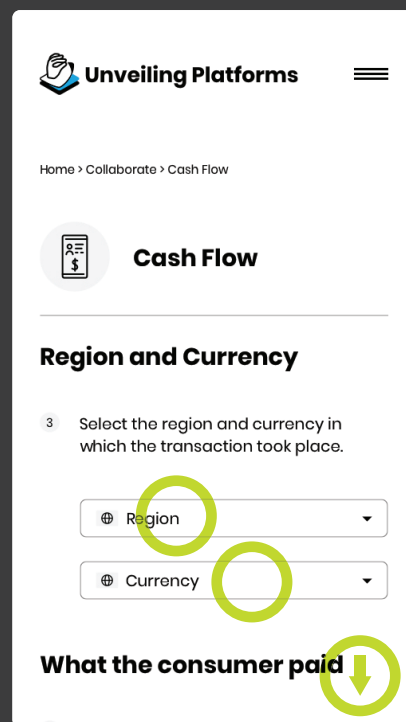 Unveiling Platforms
Home > Collaborate > Cash Flow
$
Cash Flow
Region and Currency
3 Select the region and currency in
which the transaction took place.
Region
Currency
What the consumer paid